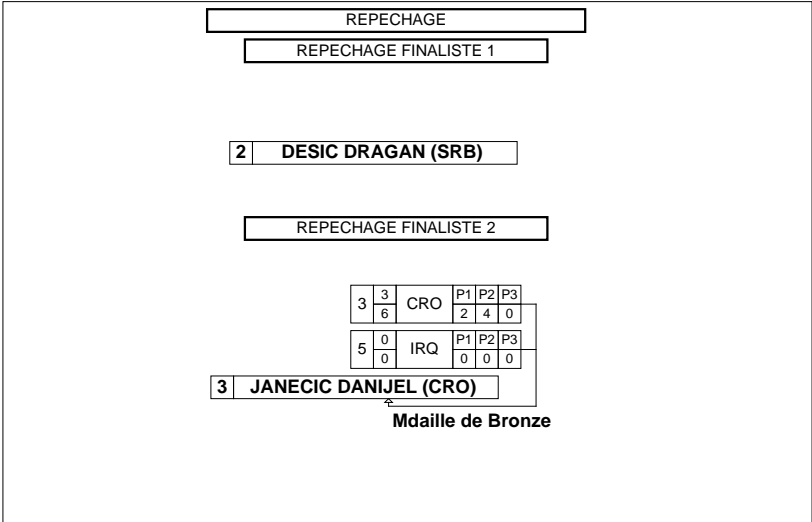 REPECHAGE
REPECHAGE FINALISTE 1
2 DESIC DRAGAN (SRB)
REPECHAGE FINALISTE 2
3 3 CRO P1 P2 P3
6 2 4 0
5 0 IRQ P1 P2 P3
0 0 0 0
3 JANECIC DANIJEL (CRO)
Mdaille de Bronze